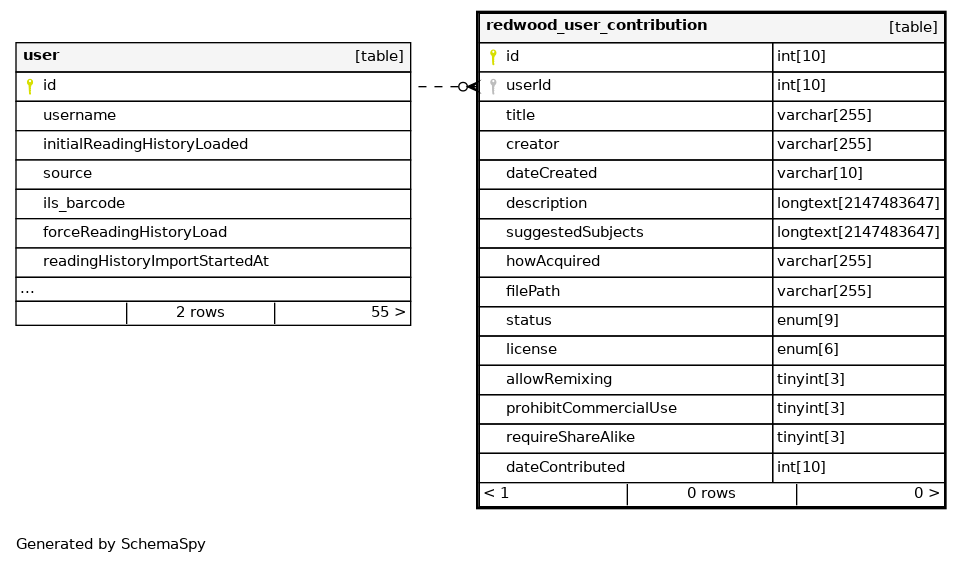 user [table]
id
username
initialReadingHistoryLoaded
source
ils_barcode
forceReadingHistoryLoad
readingHistoryImportStartedAt
...
2 rows 55 >
redwood_user_contribution [table]
id int[10]
userId int[10]
title varchar[255]
creator varchar[255]
dateCreated varchar[10]
description longtext[2147483647]
suggestedSubjects longtext[2147483647]
howAcquired varchar[255]
filePath varchar[255]
status enum[9]
license enum[6]
allowRemixing tinyint[3]
prohibitCommercialUse tinyint[3]
requireShareAlike tinyint[3]
dateContributed int[10]
< 1 0 rows 0 >
Generated by SchemaSpy